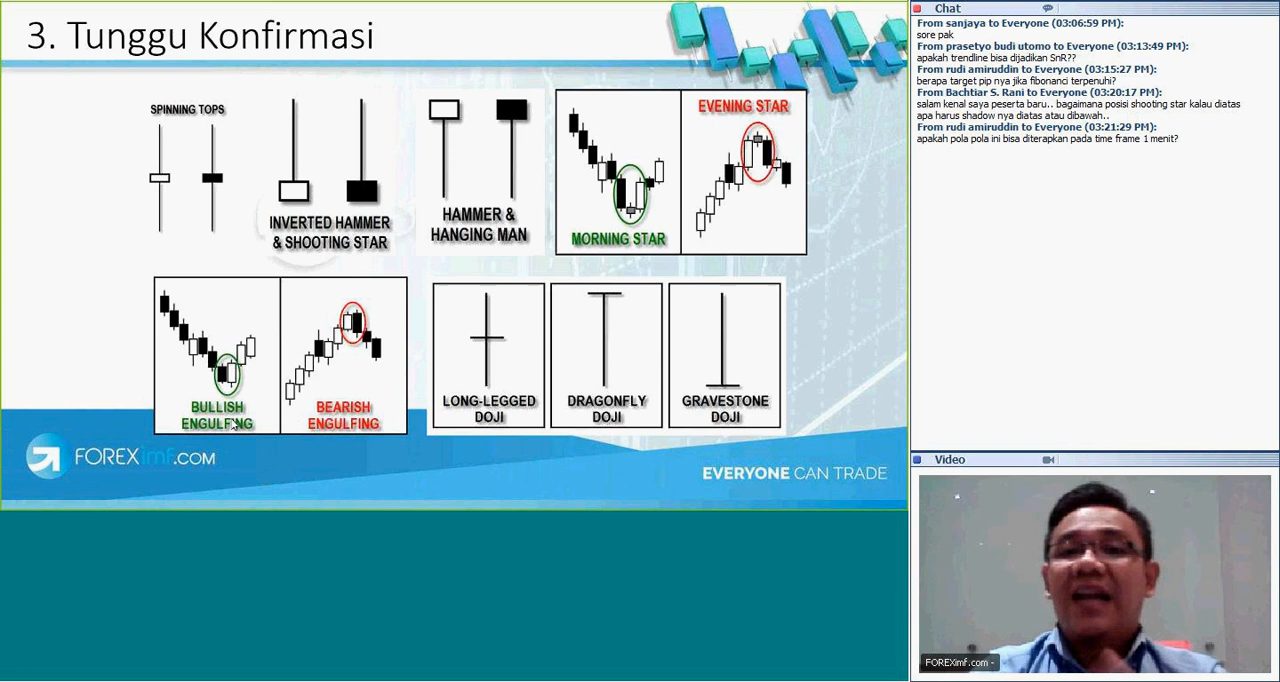 3. Tunggu Konfirmasi
SPINNING TOPS
INVERTED HAMMER
& SHOOTING STAR
HAMMER &
HANGING MAN
MORNING STAR
EVENING STAR
BULLISH
ENGULFING
BEARISH
ENGULFING
LONG-LEGGED
DOJI
DRAGONFLY
DOJI
GRAVESTONE
DOJI
FOREXimf.COM
EVERYONE CAN TRADE
Chat
From sanjaya to Everyone (03:06:59 PM):
sore pak
From prasetyo budi utomo to Everyone (03:13:49 PM):
apakah trendline bisa dijadikan SnR??
From rudi amiruddin to Everyone (03:15:27 PM):
berapa target pip nya jika fibonanci terpenuhi?
From Bachtiar S. Rani to Everyone (03:20:17 PM):
salam kenal saya peserta baru.. bagaimana posisi shooting star kalau diatas
apa harus shadow nya diatas atau dibawah..
From rudi amiruddin to Everyone (03:21:29 PM):
apakah pola pola ini bisa diterapkan pada time frame 1 menit?
Video
FOREXimf.com -